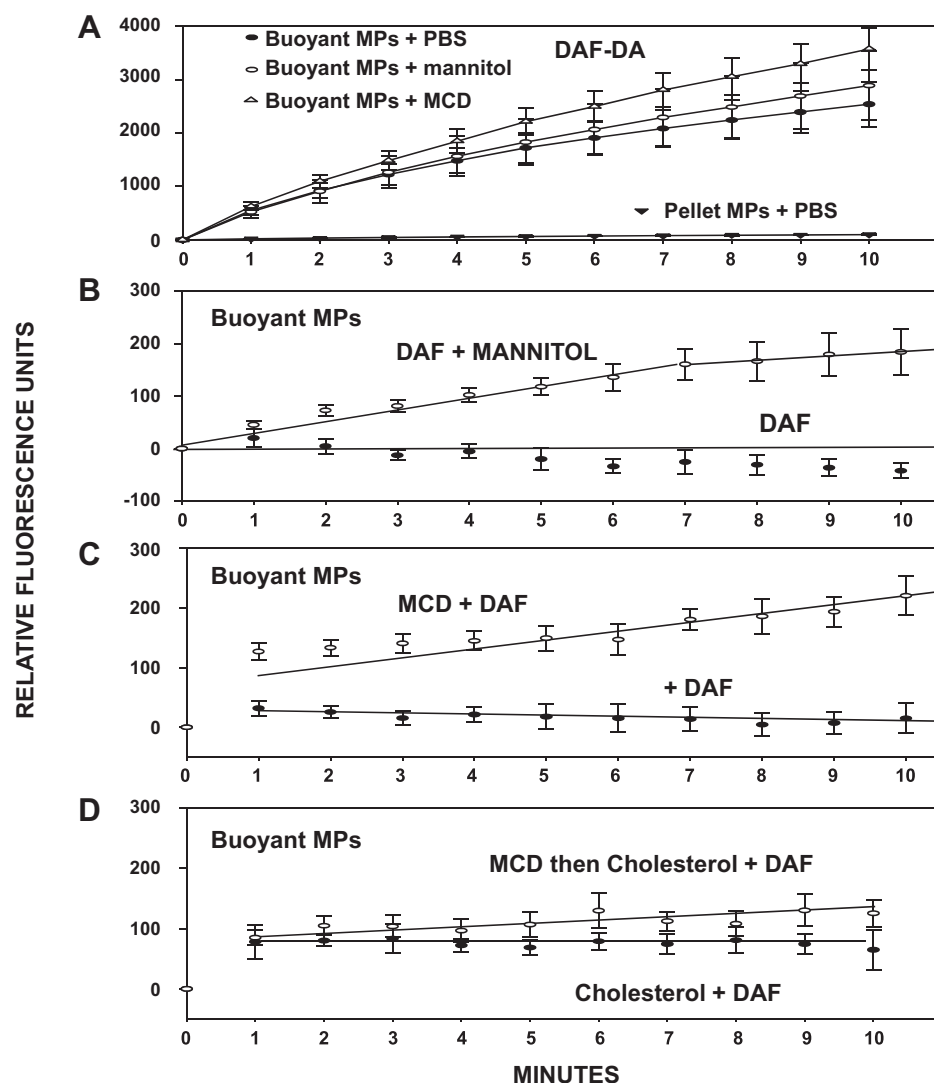 RELATIVE FLUORESCENCE UNITS
A
4000
3000
2000
1000
0
Buoyant MPs + PBS
Buoyant MPs + mannitol
Buoyant MPs + MCD
DAF-DA
Pellet MPs + PBS
0 1 2 3 4 5 6 7 8 9 10
B
300
200
100
0
-100
Buoyant MPs
DAF + MANNITOL
DAF
0 1 2 3 4 5 6 7 8 9 10
C
300
200
100
0
Buoyant MPs
MCD + DAF
+ DAF
0 1 2 3 4 5 6 7 8 9 10
D
300
200
100
0
Buoyant MPs
MCD then Cholesterol + DAF
Cholesterol + DAF
0 1 2 3 4 5 6 7 8 9 10
MINUTES